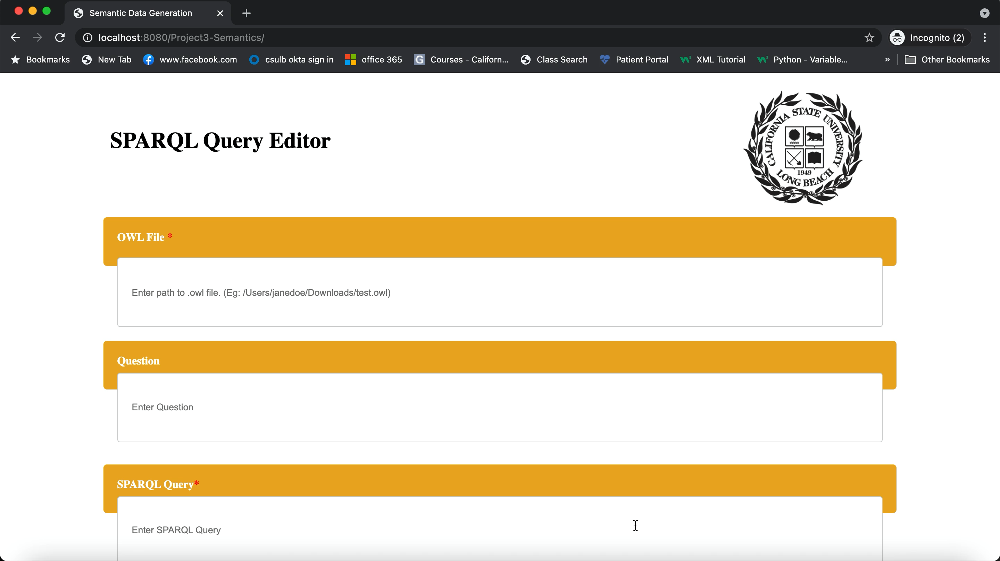 Semantic Data Generation
localhost:8080/Project3-Semantics/
Incognito (2)
Bookmarks New Tab www.facebook.com csulb okta sign in office 365 Courses - Californ... Class Search Patient Portal XML Tutorial Python - Variable... » Other Bookmarks
SPARQL Query Editor
CALIFORNIA STATE UNIVERSITY
1949
LONG BEACH
OWL File *
Enter path to .owl file. (Eg: /Users/janedoe/Downloads/test.owl)
Question
Enter Question
SPARQL Query*
Enter SPARQL Query